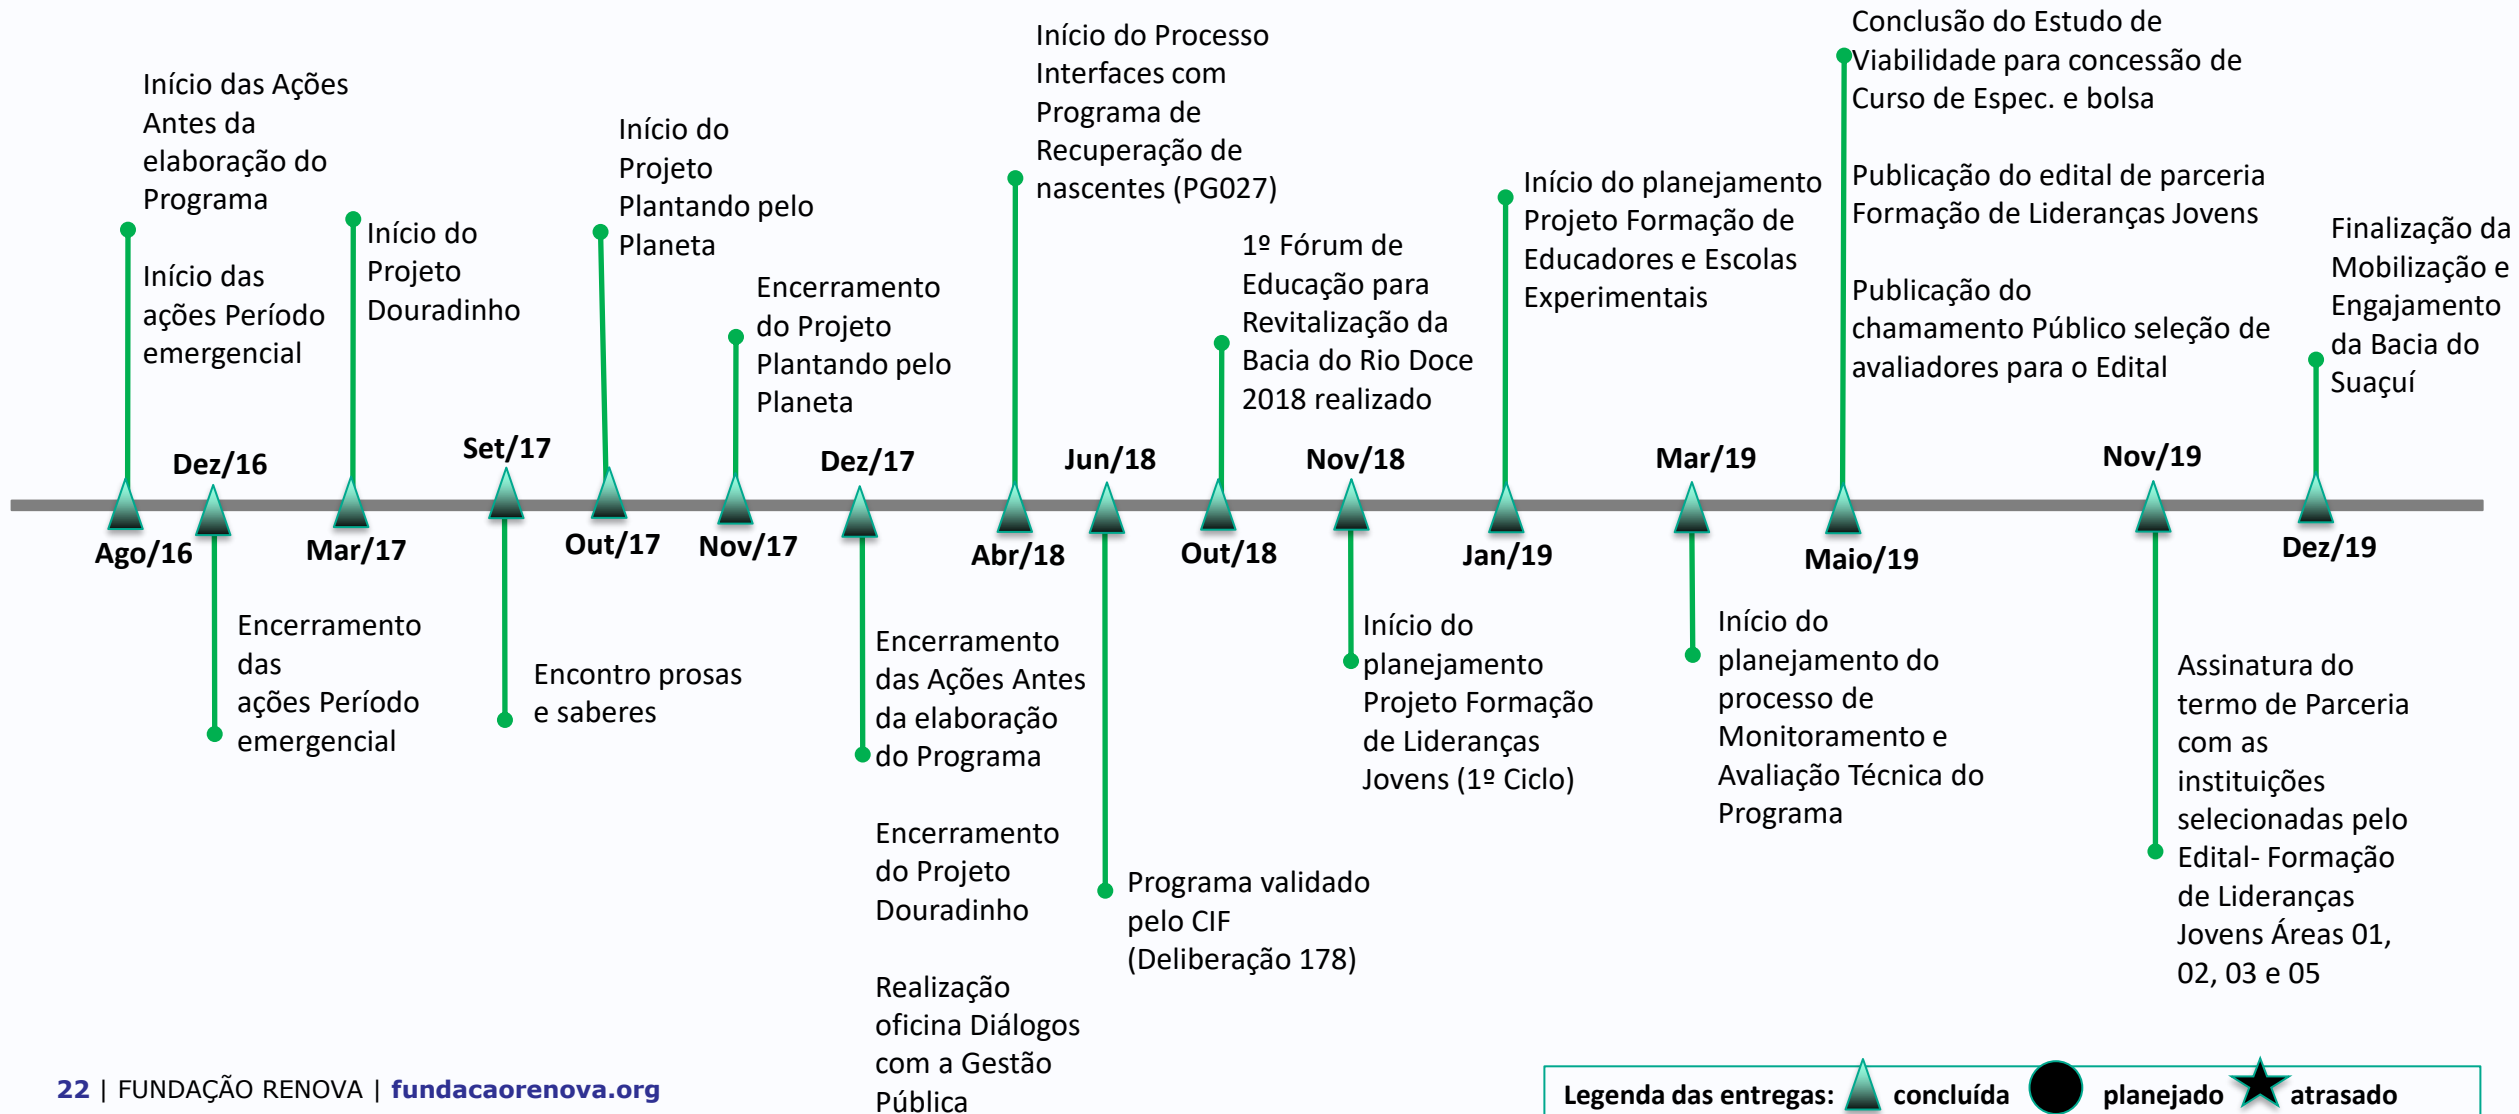 Início das Ações
Antes da
elaboração do
Programa
Início das
ações Período
emergencial
Início do
Projeto
Douradinho
Início do
Projeto
Plantando pelo
Planeta
Encerramento
do Projeto
Plantando pelo
Planeta
Início do Processo
Interfaces com
Programa de
Recuperação de
nascentes (PG027)
1º Fórum de
Educação para
Revitalização da
Bacia do Rio Doce
2018 realizado
Início do planejamento
Projeto Formação de
Educadores e Escolas
Experimentais
Conclusão do Estudo de
Viabilidade para concessão de
Curso de Espec. e bolsa
Publicação do edital de parceria
Formação de Lideranças Jovens
Publicação do
chamamento Público seleção de
avaliadores para o Edital
Finalização da
Mobilização e
Engajamento
da Bacia do
Suaçuí
Dez/16
Set/17
Dez/17
Jun/18
Nov/18
Mar/19
Nov/19
Ago/16
Mar/17
Out/17
Nov/17
Abr/18
Out/18
Jan/19
Maio/19
Dez/19
Encerramento
das
ações Período
emergencial
Encontro prosas
e saberes
Encerramento
das Ações Antes
da elaboração
do Programa
Encerramento
do Projeto
Douradinho
Realização
oficina Diálogos
com a Gestão
Pública
Programa validado
pelo CIF
(Deliberação 178)
Início do
planejamento
Projeto Formação
de Lideranças
Jovens (1º Ciclo)
Início do
planejamento do
processo de
Monitoramento e
Avaliação Técnica do
Programa
Assinatura do
termo de Parceria
com as
instituições
selecionadas pelo
Edital- Formação
de Lideranças
Jovens Áreas 01,
02, 03 e 05
22 | FUNDAÇÃO RENOVA | fundacaorenova.org
Legenda das entregas: concluída planejado atrasado